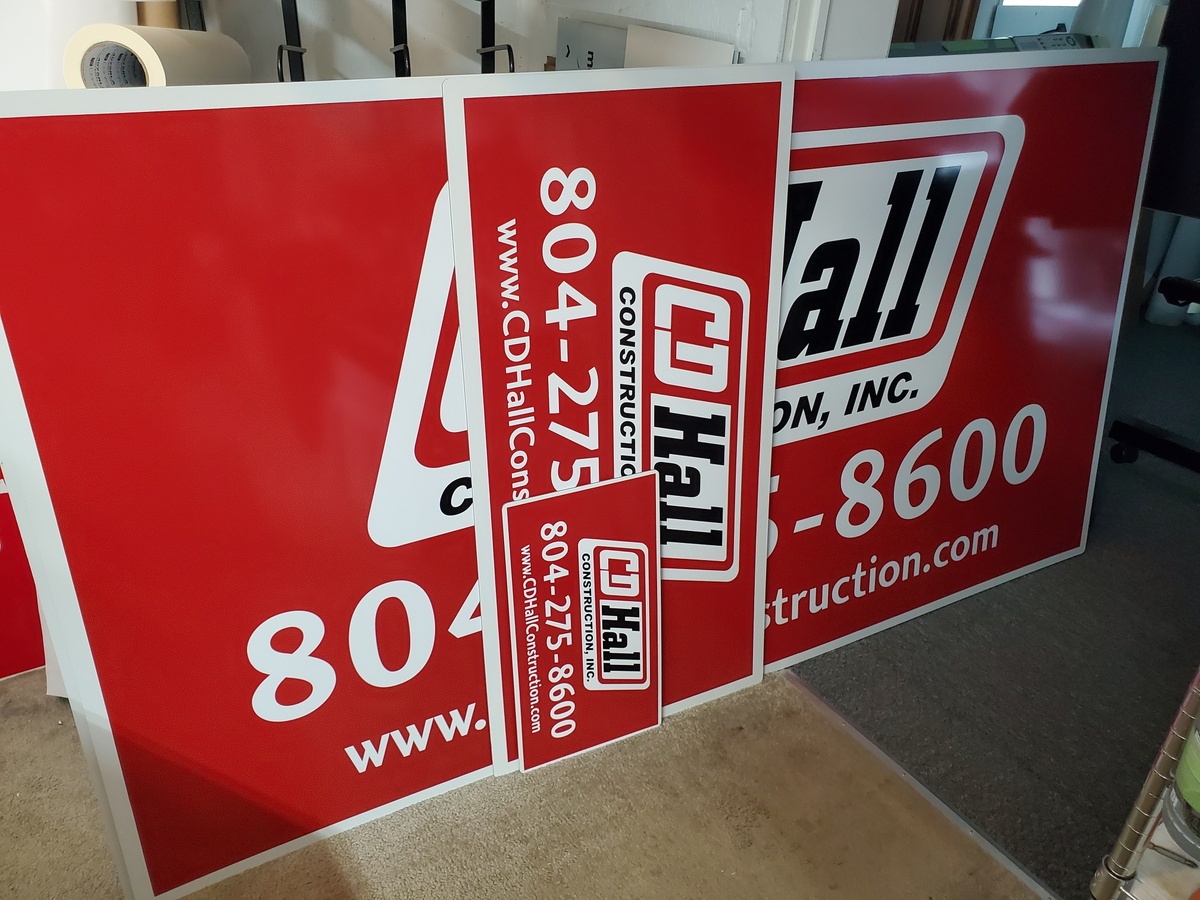 Hall
C
ON, INC.
804
5-8600
www.
struction.com
CD Hall
CONSTRUCTIO
804-275
www.CDHallCons
CD Hall
CONSTRUCTION, INC.
804-275-8600
www.CDHallConstruction.com